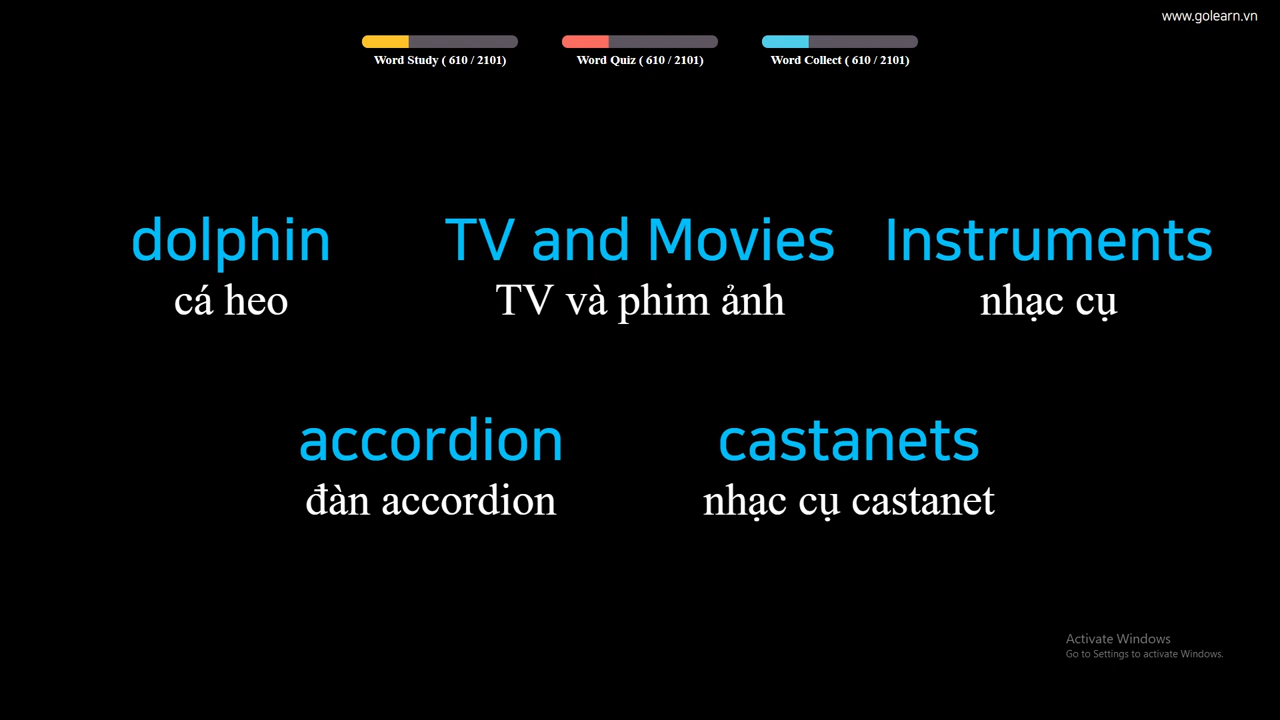 www.golearn.vn
Word Study ( 610 / 2101)
Word Quiz ( 610 / 2101)
Word Collect ( 610 / 2101)
dolphin
cá heo
TV and Movies
TV và phim ảnh
Instruments
nhạc cụ
accordion
đàn accordion
castanets
nhạc cụ castanet
Activate Windows
Go to Settings to activate Windows.